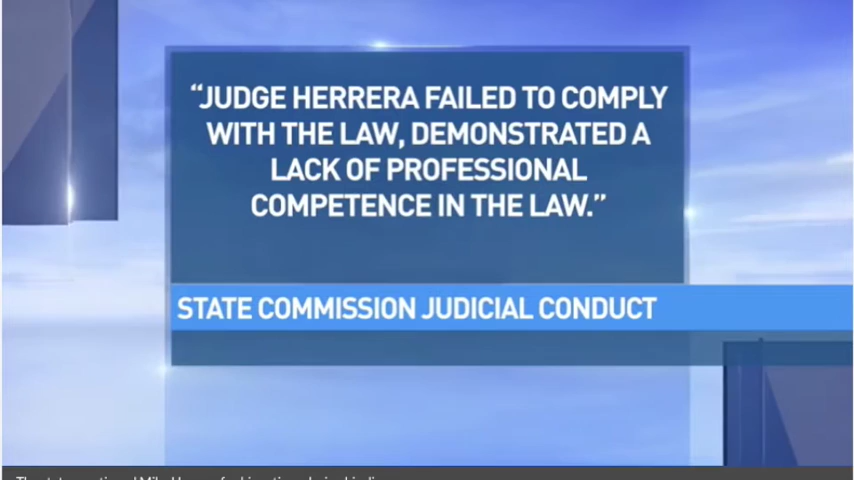 “JUDGE HERRERA FAILED TO COMPLY
WITH THE LAW, DEMONSTRATED A
LACK OF PROFESSIONAL
COMPETENCE IN THE LAW.”
STATE COMMISSION JUDICIAL CONDUCT